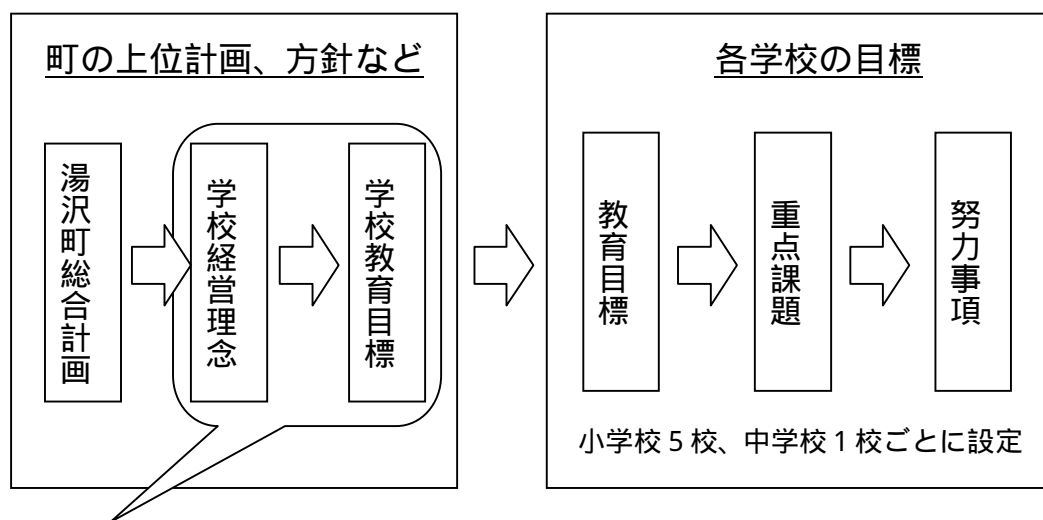 町の上位計画、方針など
湯沢町総合計画
学校経営理念
学校教育目標
各学校の目標
教育目標
重点課題
努力事項
小学校5校、中学校1校ごとに設定